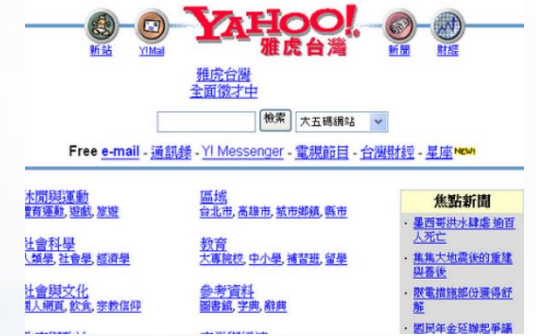 YAHOO!
雅虎台灣
新站 Y!Mail 新聞 財經
雅虎台灣
全面徵才中
檢索 大五碼網站
Free e-mail - 通訊錄 - Y! Messenger - 電視節目 - 台灣財經 - 星座 NEW!
休閒與運動
體育運動, 遊戲, 旅遊
區域
台北市, 高雄市, 城市鄉鎮, 縣市
社會科學
人類學, 社會學, 經濟學
教育
大專院校, 中小學, 補習班, 留學
社會與文化
個人網頁, 飲食, 宗教信仰
參考資料
圖書館, 字典, 辭典
焦點新聞
墨西哥洪水肆虐 逾百
人死亡
集集大地震後的重建
與善後
限電措施部份獲得紓
解
國民年金延辦起爭議